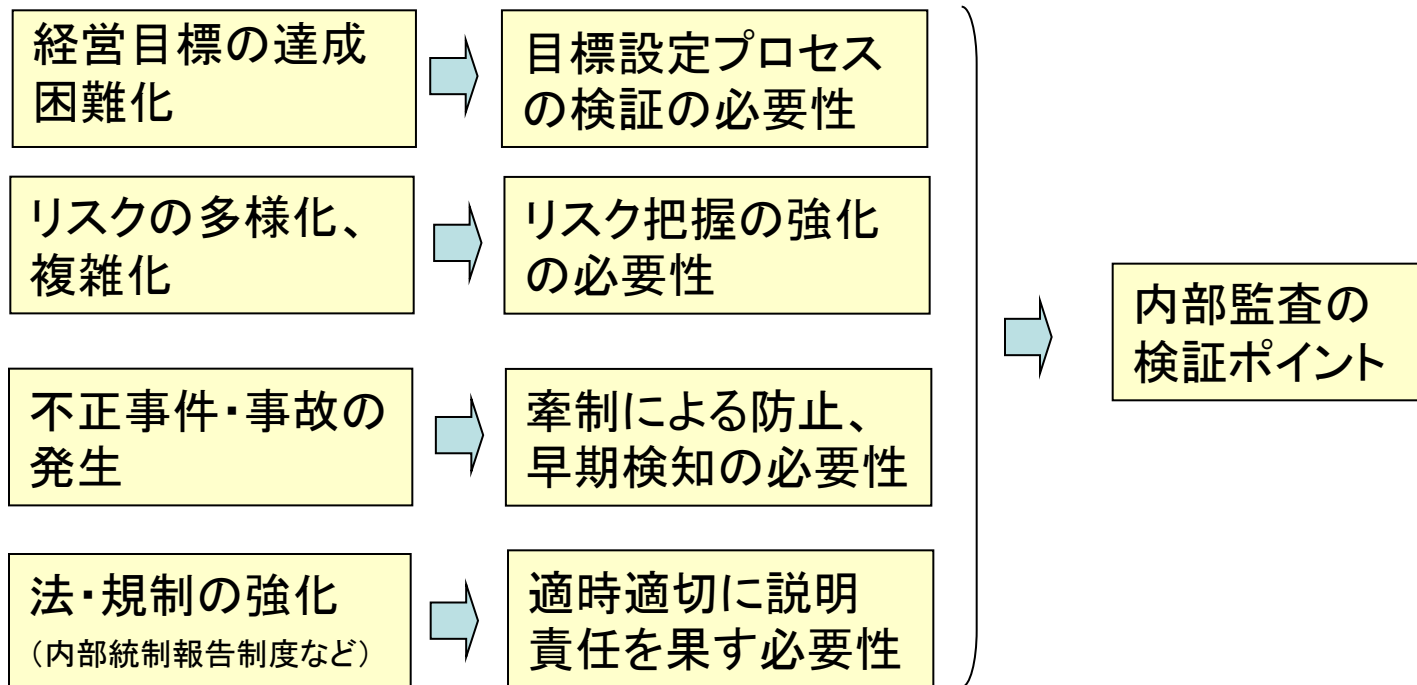 経営目標の達成
困難化
目標設定プロセス
の検証の必要性
リスクの多様化、
複雑化
リスク把握の強化
の必要性
不正事件・事故の
発生
牽制による防止、
早期検知の必要性
法・規制の強化
（内部統制報告制度など）
適時適切に説明
責任を果す必要性
内部監査の
検証ポイント